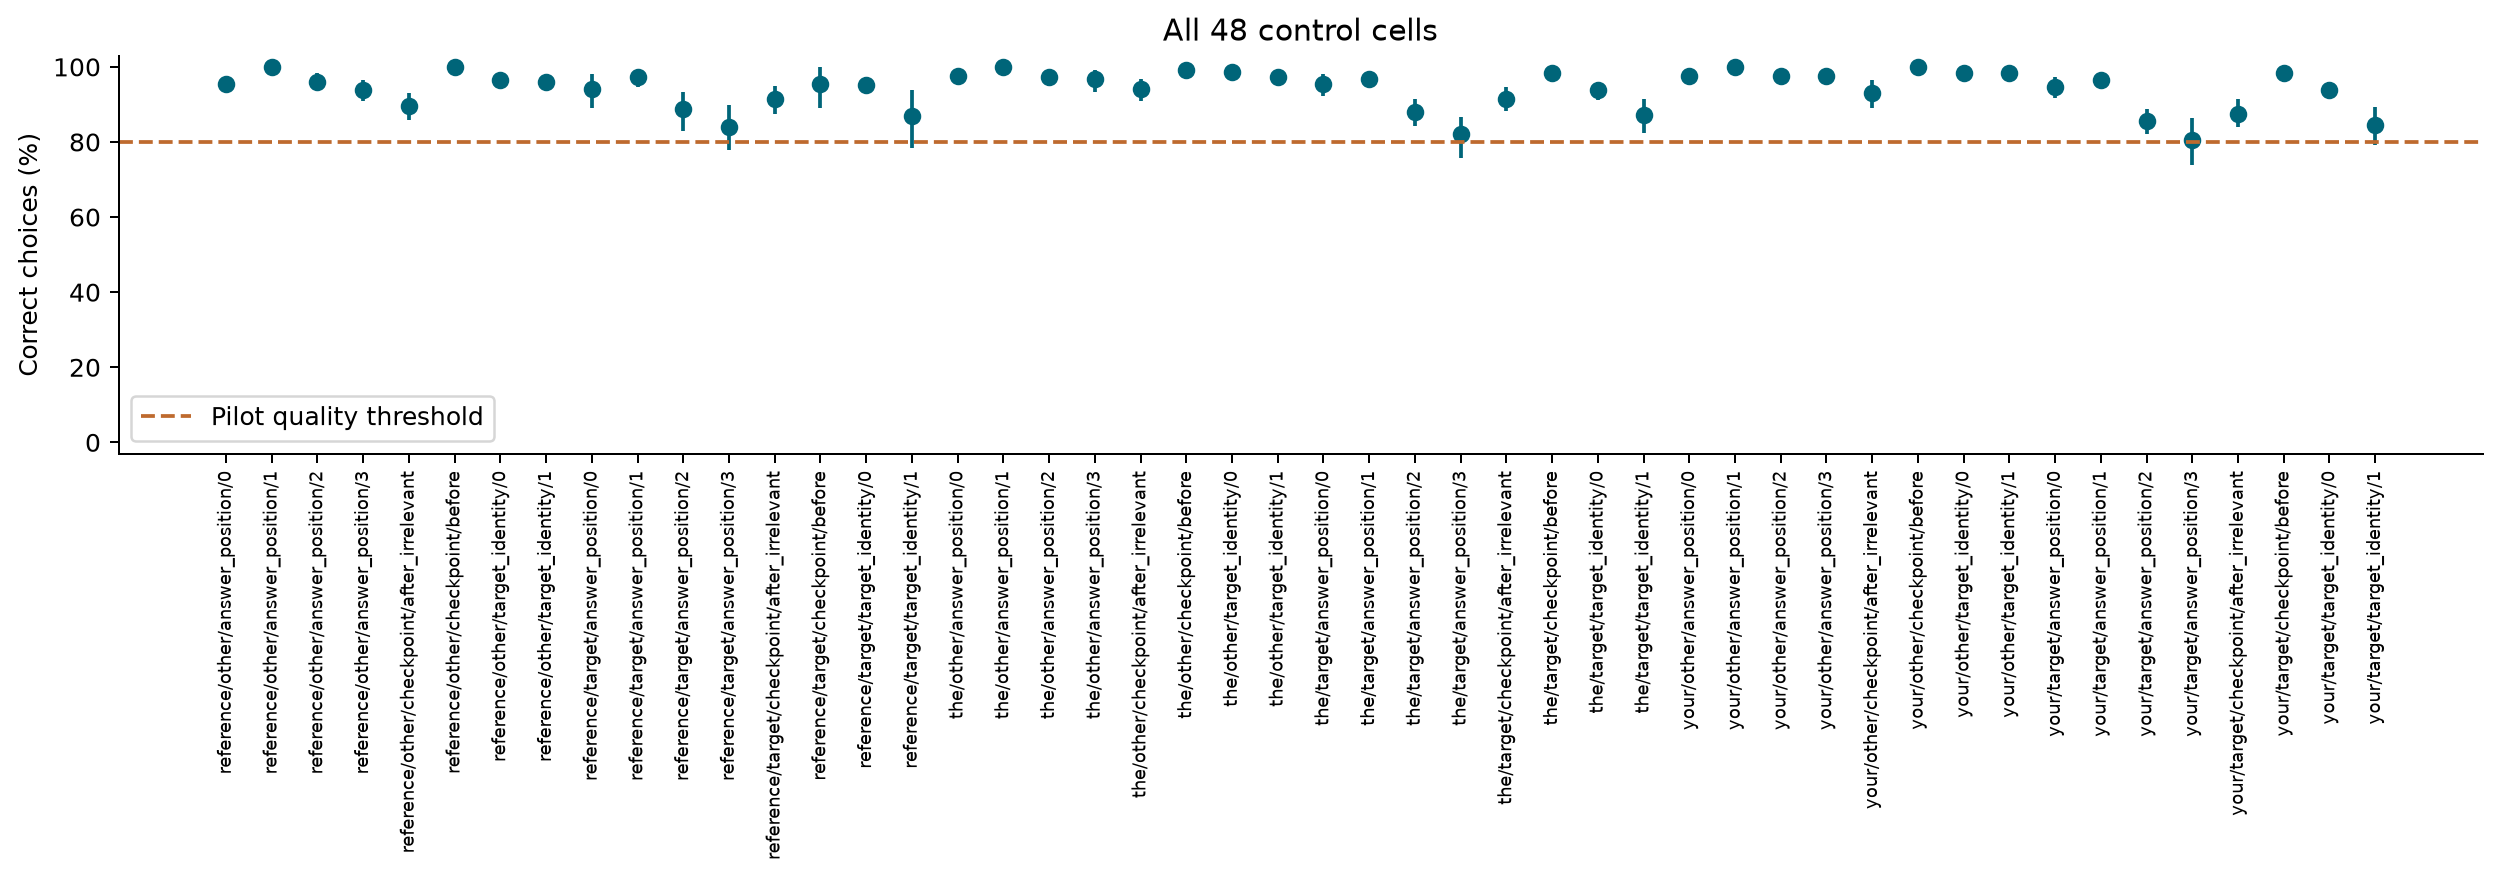 All 48 control cells
Correct choices (%)
100
80
60
40
20
0
Pilot quality threshold
reference/other/answer_position/0
reference/other/answer_position/1
reference/other/answer_position/2
reference/other/answer_position/3
reference/other/checkpoint/after_irrelevant
reference/other/checkpoint/before
reference/other/target_identity/0
reference/other/target_identity/1
reference/target/answer_position/0
reference/target/answer_position/1
reference/target/answer_position/2
reference/target/answer_position/3
reference/target/checkpoint/after_irrelevant
reference/target/checkpoint/before
reference/target/target_identity/0
reference/target/target_identity/1
the/other/answer_position/0
the/other/answer_position/1
the/other/answer_position/2
the/other/answer_position/3
the/other/checkpoint/after_irrelevant
the/other/checkpoint/before
the/other/target_identity/0
the/other/target_identity/1
the/target/answer_position/0
the/target/answer_position/1
the/target/answer_position/2
the/target/answer_position/3
the/target/checkpoint/after_irrelevant
the/target/checkpoint/before
the/target/target_identity/0
the/target/target_identity/1
your/other/answer_position/0
your/other/answer_position/1
your/other/answer_position/2
your/other/answer_position/3
your/other/checkpoint/after_irrelevant
your/other/checkpoint/before
your/other/target_identity/0
your/other/target_identity/1
your/target/answer_position/0
your/target/answer_position/1
your/target/answer_position/2
your/target/answer_position/3
your/target/checkpoint/after_irrelevant
your/target/checkpoint/before
your/target/target_identity/0
your/target/target_identity/1